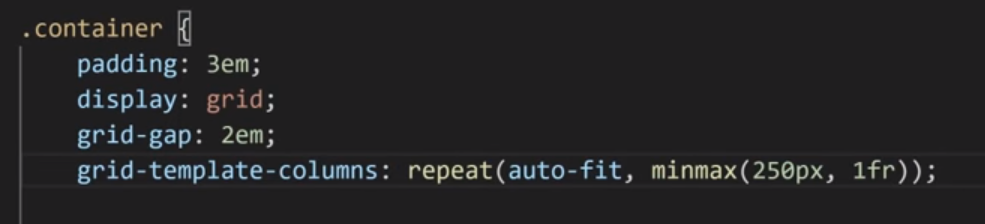 .container {
padding: 3em;
display: grid;
grid-gap: 2em;
grid-template-columns: repeat(auto-fit, minmax(250px, 1fr));